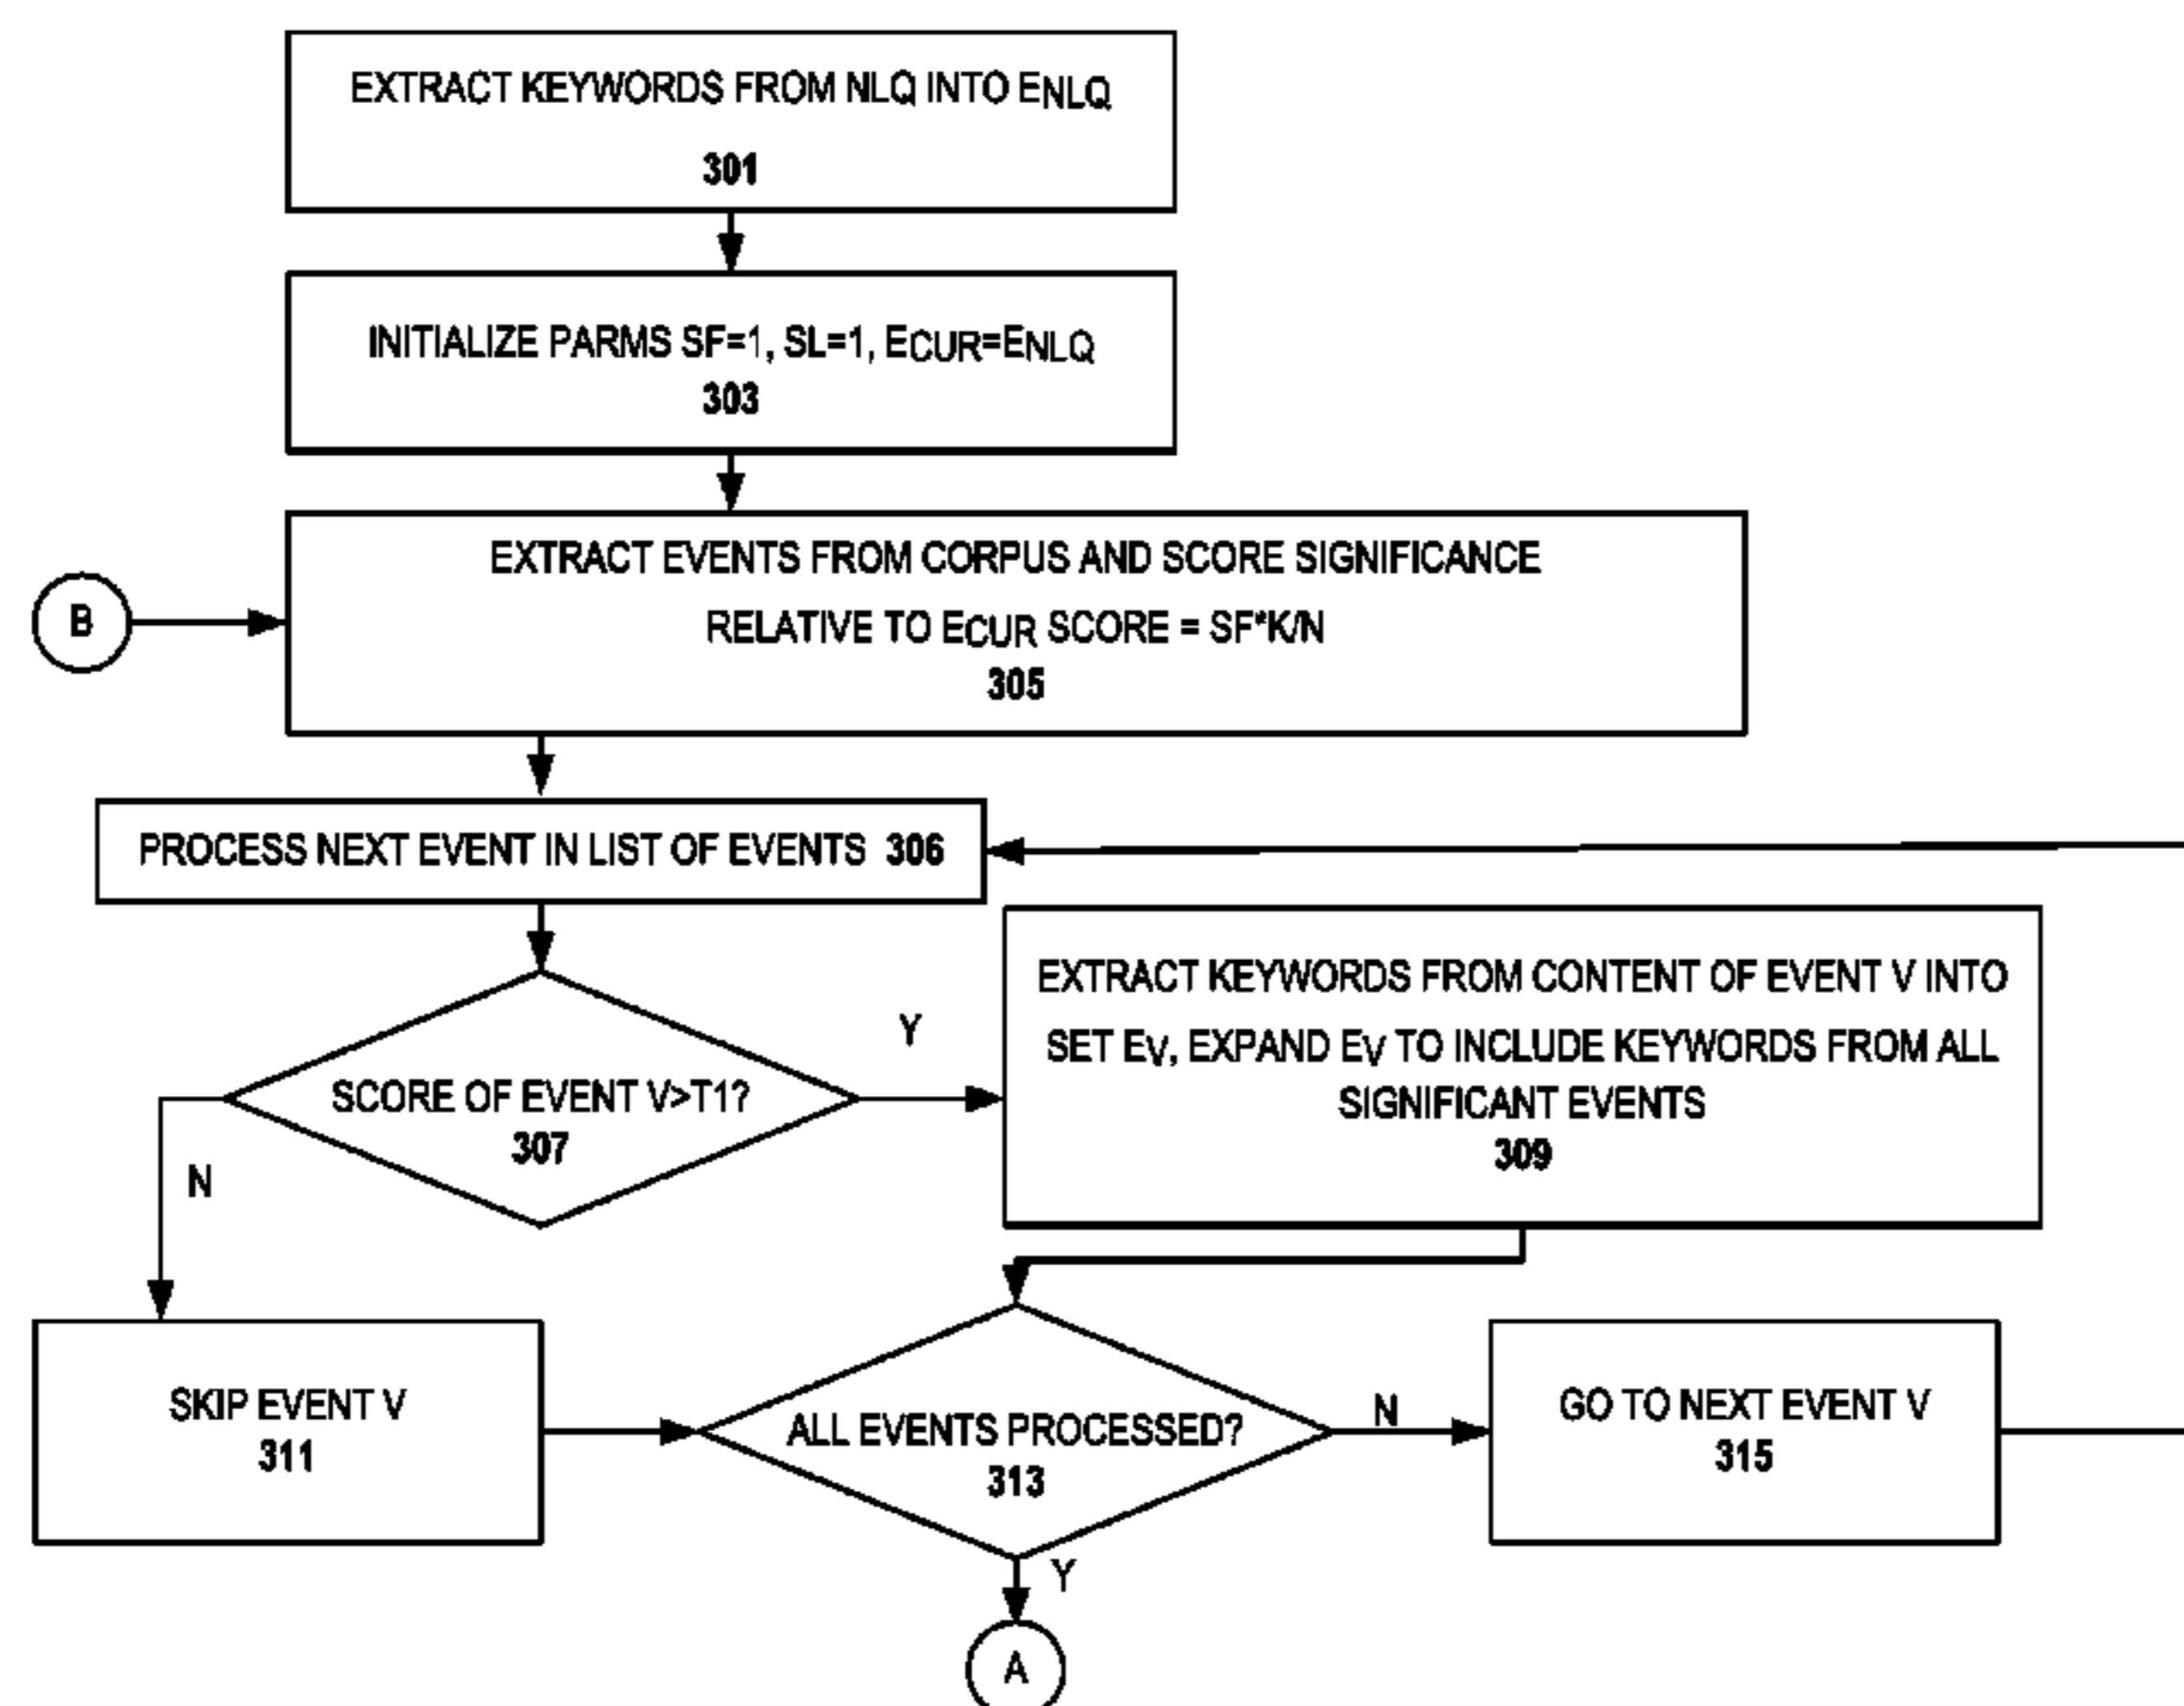 EXTRACT KEYWORDS FROM NLQ INTO ENLQ
301
INITIALIZE PARMS SF=1, SL=1, ECUR=ENLQ
303
EXTRACT EVENTS FROM CORPUS AND SCORE SIGNIFICANCE
RELATIVE TO ECUR SCORE = SF*K/N
305
B
PROCESS NEXT EVENT IN LIST OF EVENTS 306
SCORE OF EVENT V>T1?
307
Y
N
EXTRACT KEYWORDS FROM CONTENT OF EVENT V INTO
SET EV, EXPAND EV TO INCLUDE KEYWORDS FROM ALL
SIGNIFICANT EVENTS
309
SKIP EVENT V
311
ALL EVENTS PROCESSED?
313
N
GO TO NEXT EVENT V
315
Y
A